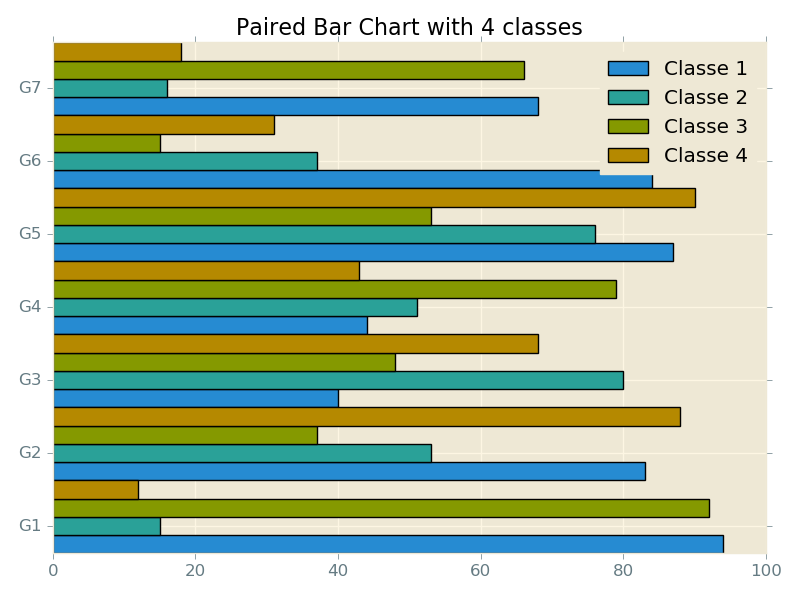 Paired Bar Chart with 4 classes
Classe 1
Classe 2
Classe 3
Classe 4
G7
G6
G5
G4
G3
G2
G1
0 20 40 60 80 100